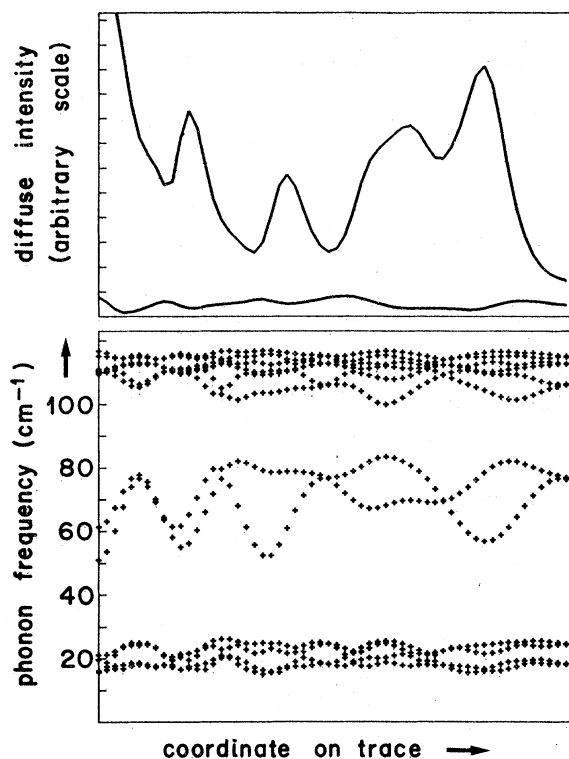 diffuse intensity
(arbitrary scale)
phonon frequency (cm⁻¹)
100
80
60
40
20
coordinate on trace